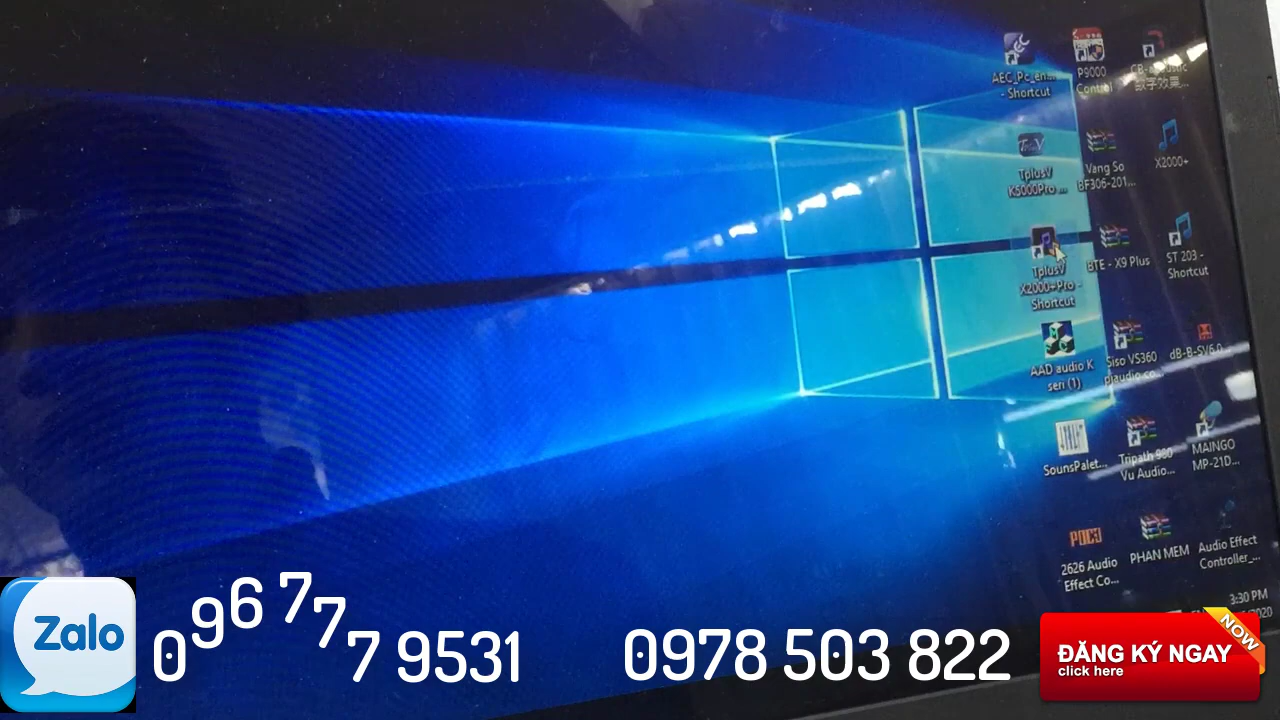 AEC_Pc_en...
- Shortcut
P9000
Control
TplusV
K5000Pro ...
Vang So
BF306-201...
X2000+
TplusV
X2000+Pro -
Shortcut
BTE - X9 Plus
ST 203 -
Shortcut
AAD audio K
seri (1)
Siso VS360
plaudio.co...
dB-B-SV6.0...
SounsPalet...
Tripath 980
Vu Audio...
MAINGO
MP-21D...
2626 Audio
Effect Co...
PHAN MEM
Audio Effect
Controller_...
3:30 PM
Zalo
0967779531
0978 503 822
ĐĂNG KÝ NGAY
click here
NOW